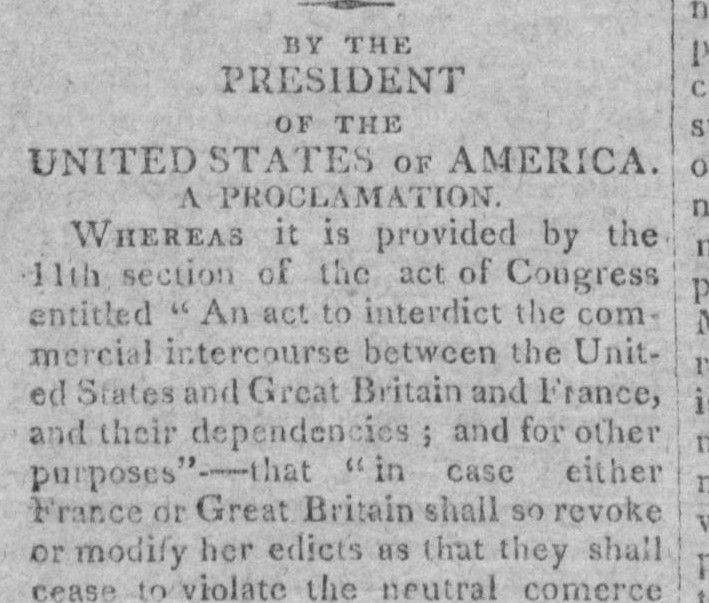 BY THE
PRESIDENT
OF THE
UNITED STATES OF AMERICA.
A PROCLAMATION.
WHEREAS it is provided by the
11th section of the act of Congress
entitled “ An act to interdict the com-
mercial intercourse between the Unit-
ed States and Great Britain and France,
and their dependencies ; and for other
purposes”-—that “in case either
France or Great Britain shall so revoke
or modify her edicts as that they shall
cease to violate the neutral comerce